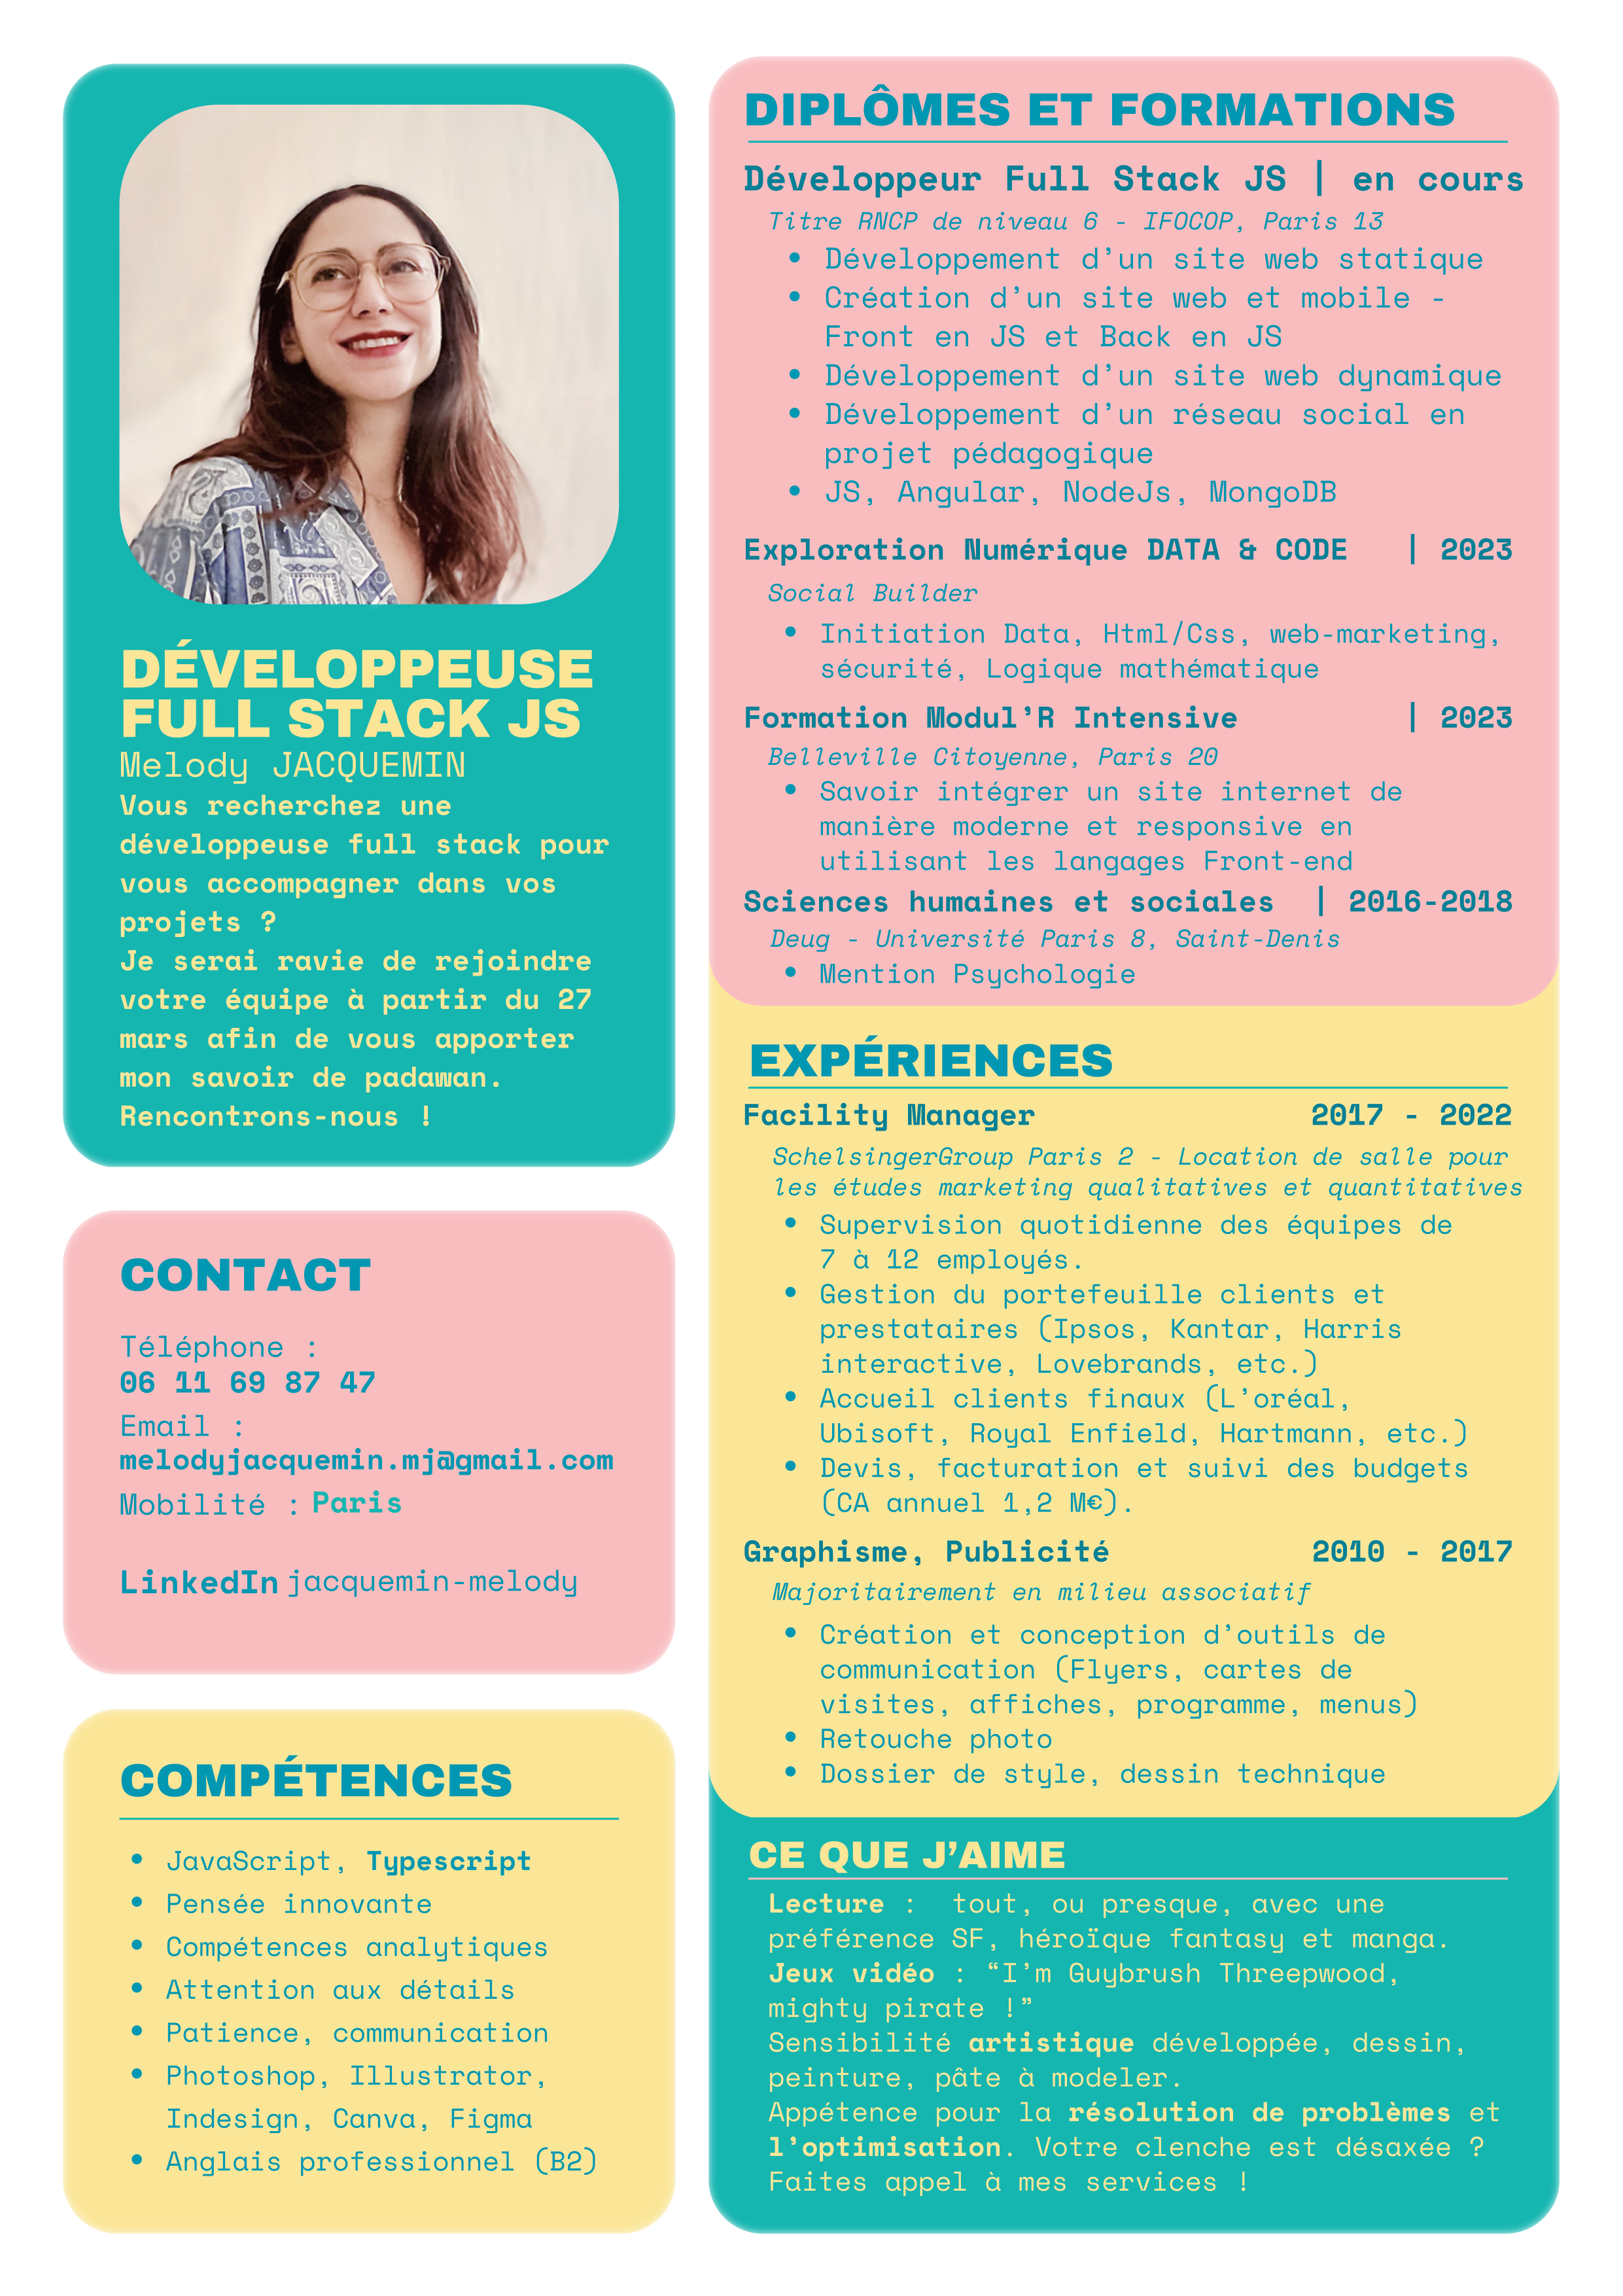 DÉVELOPPEUSE
FULL STACK JS
Melody JACQUEMIN
Vous recherchez une
développeuse full stack pour
vous accompagner dans vos
projets ?
Je serai ravie de rejoindre
votre équipe à partir du 27
mars afin de vous apporter
mon savoir de padawan.
Rencontrons-nous !
CONTACT
Téléphone :
06 11 69 87 47
Email :
melodyjacquemin.mj@gmail.com
Mobilité : Paris
LinkedIn jacquemin-melody
COMPÉTENCES
• JavaScript, Typescript
• Pensée innovante
• Compétences analytiques
• Attention aux détails
• Patience, communication
• Photoshop, Illustrator,
Indesign, Canva, Figma
• Anglais professionnel (B2)
DIPLÔMES ET FORMATIONS
Développeur Full Stack JS | en cours
Titre RNCP de niveau 6 - IFOCOP, Paris 13
• Développement d’un site web statique
• Création d’un site web et mobile -
Front en JS et Back en JS
• Développement d’un site web dynamique
• Développement d’un réseau social en
projet pédagogique
• JS, Angular, NodeJs, MongoDB
Exploration Numérique DATA & CODE | 2023
Social Builder
• Initiation Data, Html/Css, web-marketing,
sécurité, Logique mathématique
Formation Modul’R Intensive | 2023
Belleville Citoyenne, Paris 20
• Savoir intégrer un site internet de
manière moderne et responsive en
utilisant les langages Front-end
Sciences humaines et sociales | 2016-2018
Deug - Université Paris 8, Saint-Denis
• Mention Psychologie
EXPÉRIENCES
Facility Manager 2017 - 2022
SchelsingerGroup Paris 2 - Location de salle pour
les études marketing qualitatives et quantitatives
• Supervision quotidienne des équipes de
7 à 12 employés.
• Gestion du portefeuille clients et
prestataires (Ipsos, Kantar, Harris
interactive, Lovebrands, etc.)
• Accueil clients finaux (L’oréal,
Ubisoft, Royal Enfield, Hartmann, etc.)
• Devis, facturation et suivi des budgets
(CA annuel 1,2 M€).
Graphisme, Publicité 2010 - 2017
Majoritairement en milieu associatif
• Création et conception d’outils de
communication (Flyers, cartes de
visites, affiches, programme, menus)
• Retouche photo
• Dossier de style, dessin technique
CE QUE J’AIME
Lecture : tout, ou presque, avec une
préférence SF, héroïque fantasy et manga.
Jeux vidéo : “I’m Guybrush Threepwood,
mighty pirate !”
Sensibilité artistique développée, dessin,
peinture, pâte à modeler.
Appétence pour la résolution de problèmes et
l’optimisation. Votre clenche est désaxée ?
Faites appel à mes services !